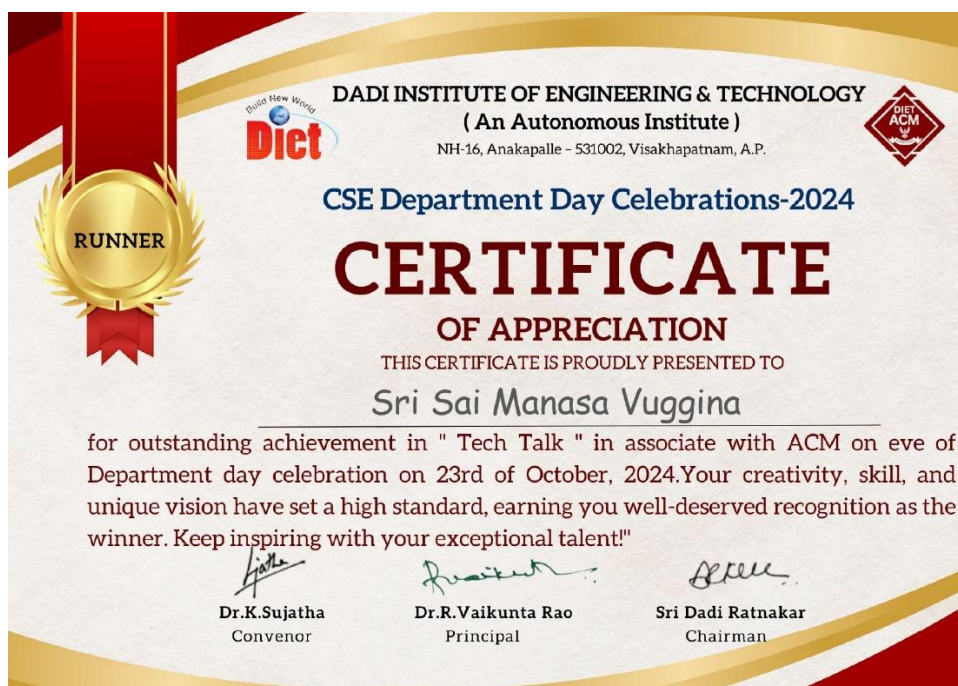 Build New World
Diet
DADI INSTITUTE OF ENGINEERING & TECHNOLOGY
( An Autonomous Institute )
NH-16, Anakapalle – 531002, Visakhapatnam, A.P.
DIET
ACM
CSE Department Day Celebrations-2024
RUNNER
CERTIFICATE
OF APPRECIATION
THIS CERTIFICATE IS PROUDLY PRESENTED TO
Sri Sai Manasa Vuggina
for outstanding achievement in " Tech Talk " in associate with ACM on eve of
Department day celebration on 23rd of October, 2024.Your creativity, skill, and
unique vision have set a high standard, earning you well-deserved recognition as the
winner. Keep inspiring with your exceptional talent!"
Dr.K.Sujatha
Convenor
Dr.R.Vaikunta Rao
Principal
Sri Dadi Ratnakar
Chairman